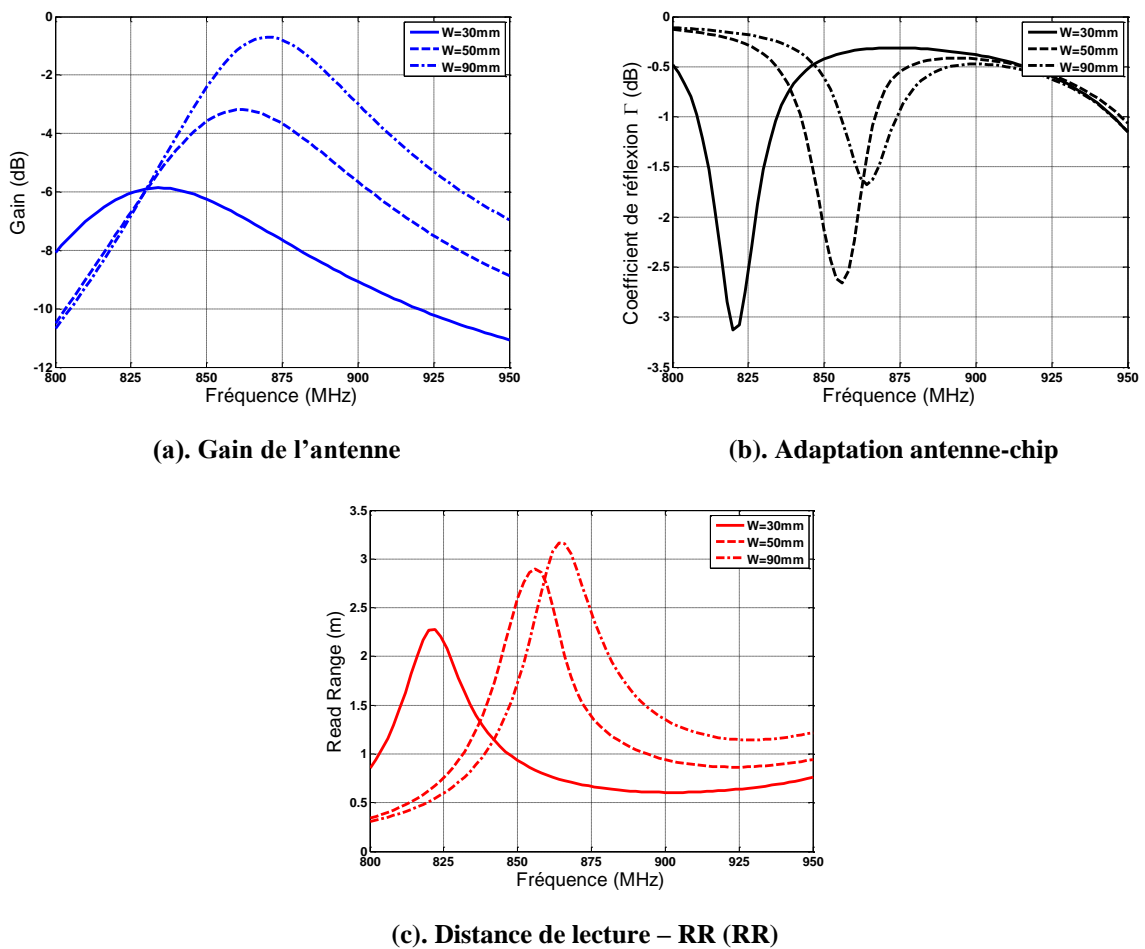 0
-2
-4
-6
-8
-10
-12
800
825
850
875
900
925
950
Fréquence (MHz)
Gain (dB)
W=30mm
W=50mm
W=90mm
(a). Gain de l'antenne
0
-0.5
-1
-1.5
-2
-2.5
-3
-3.5
800
825
850
875
900
925
950
Fréquence (MHz)
Coefficient de réflexion Γ (dB)
W=30mm
W=50mm
W=90mm
(b). Adaptation antenne-chip
3.5
3
2.5
2
1.5
1
0.5
0
800
825
850
875
900
925
950
Fréquence (MHz)
Read Range (m)
W=30mm
W=50mm
W=90mm
(c). Distance de lecture – RR (RR)